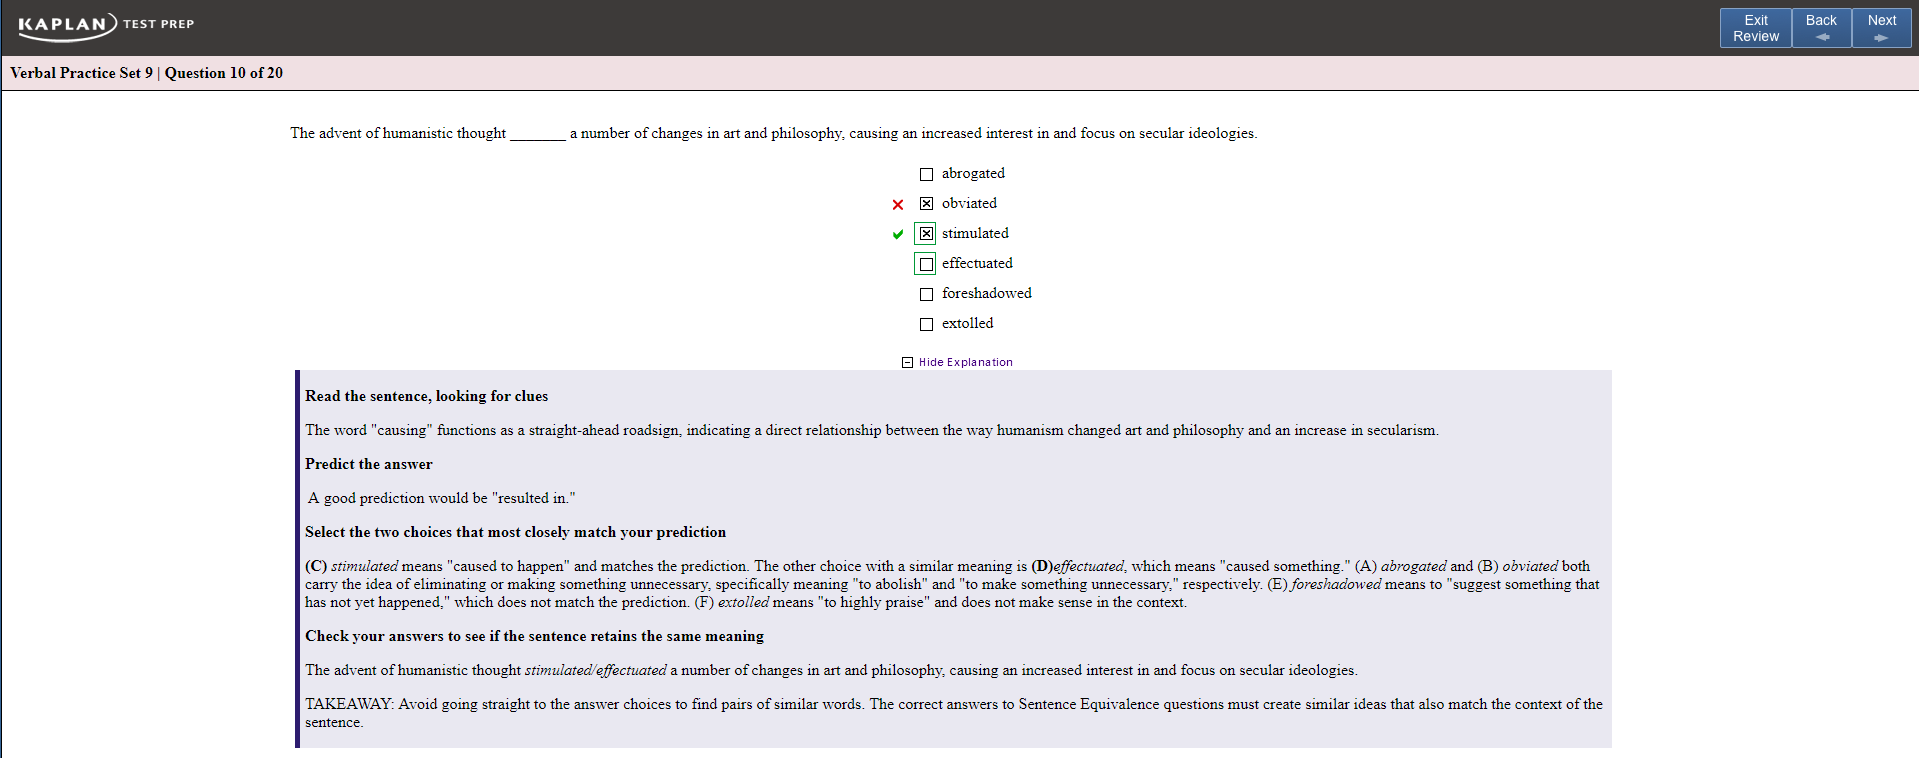 KAPLAN TEST PREP
Exit Review
Back
Next
Verbal Practice Set 9 | Question 10 of 20
The advent of humanistic thought _______ a number of changes in art and philosophy, causing an increased interest in and focus on secular ideologies.
abrogated
obviated
stimulated
effectuated
foreshadowed
extolled
Hide Explanation
Read the sentence, looking for clues
The word "causing" functions as a straight-ahead roadsign, indicating a direct relationship between the way humanism changed art and philosophy and an increase in secularism.
Predict the answer
A good prediction would be "resulted in."
Select the two choices that most closely match your prediction
(C) stimulated means "caused to happen" and matches the prediction. The other choice with a similar meaning is (D)effectuated, which means "caused something." (A) abrogated and (B) obviated both
carry the idea of eliminating or making something unnecessary, specifically meaning "to abolish" and "to make something unnecessary," respectively. (E) foreshadowed means to "suggest something that
has not yet happened," which does not match the prediction. (F) extolled means "to highly praise" and does not make sense in the context.
Check your answers to see if the sentence retains the same meaning
The advent of humanistic thought stimulated/effectuated a number of changes in art and philosophy, causing an increased interest in and focus on secular ideologies.
TAKEAWAY: Avoid going straight to the answer choices to find pairs of similar words. The correct answers to Sentence Equivalence questions must create similar ideas that also match the context of the
sentence.